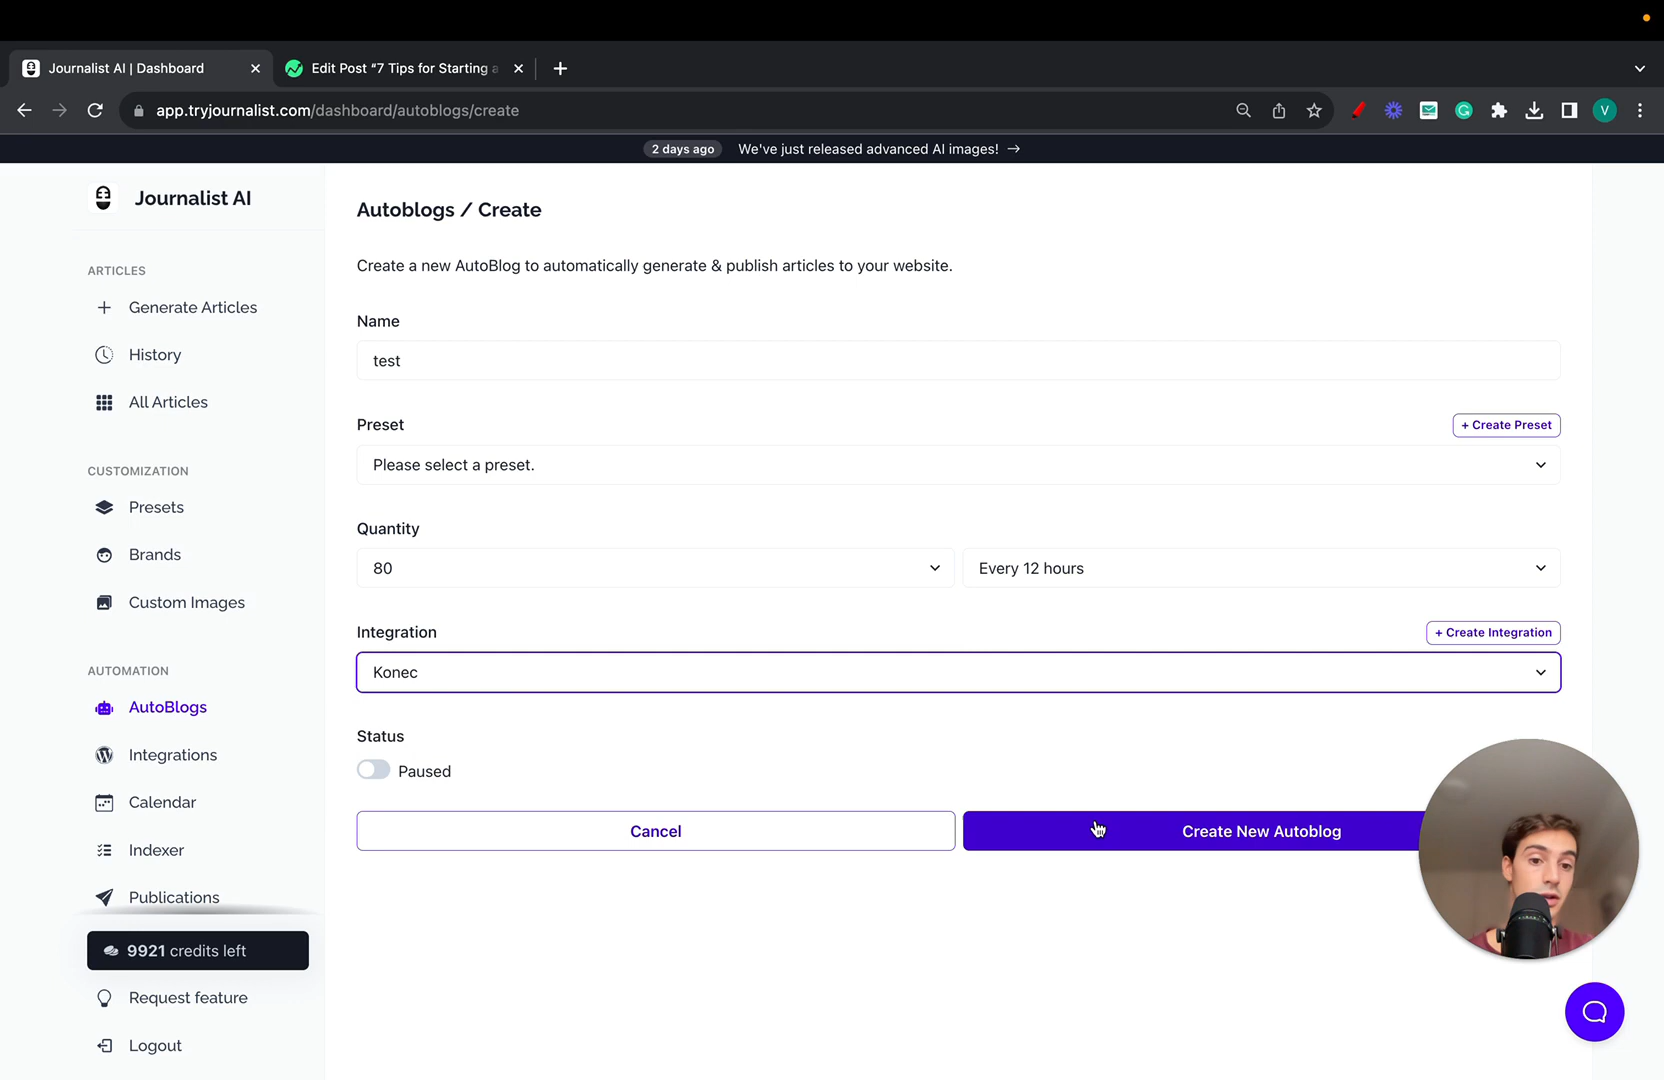 Journalist AI | Dashboard
Edit Post “7 Tips for Starting a
app.tryjournalist.com/dashboard/autoblogs/create
V
2 days ago We've just released advanced AI images! →
Journalist AI
ARTICLES
Generate Articles
History
All Articles
CUSTOMIZATION
Presets
Brands
Custom Images
AUTOMATION
AutoBlogs
Integrations
Calendar
Indexer
Publications
9921 credits left
Request feature
Logout
Autoblogs / Create
Create a new AutoBlog to automatically generate & publish articles to your website.
Name
test
Preset
+ Create Preset
Please select a preset.
Quantity
80
Every 12 hours
Integration
+ Create Integration
Konec
Status
Paused
Cancel
Create New Autoblog